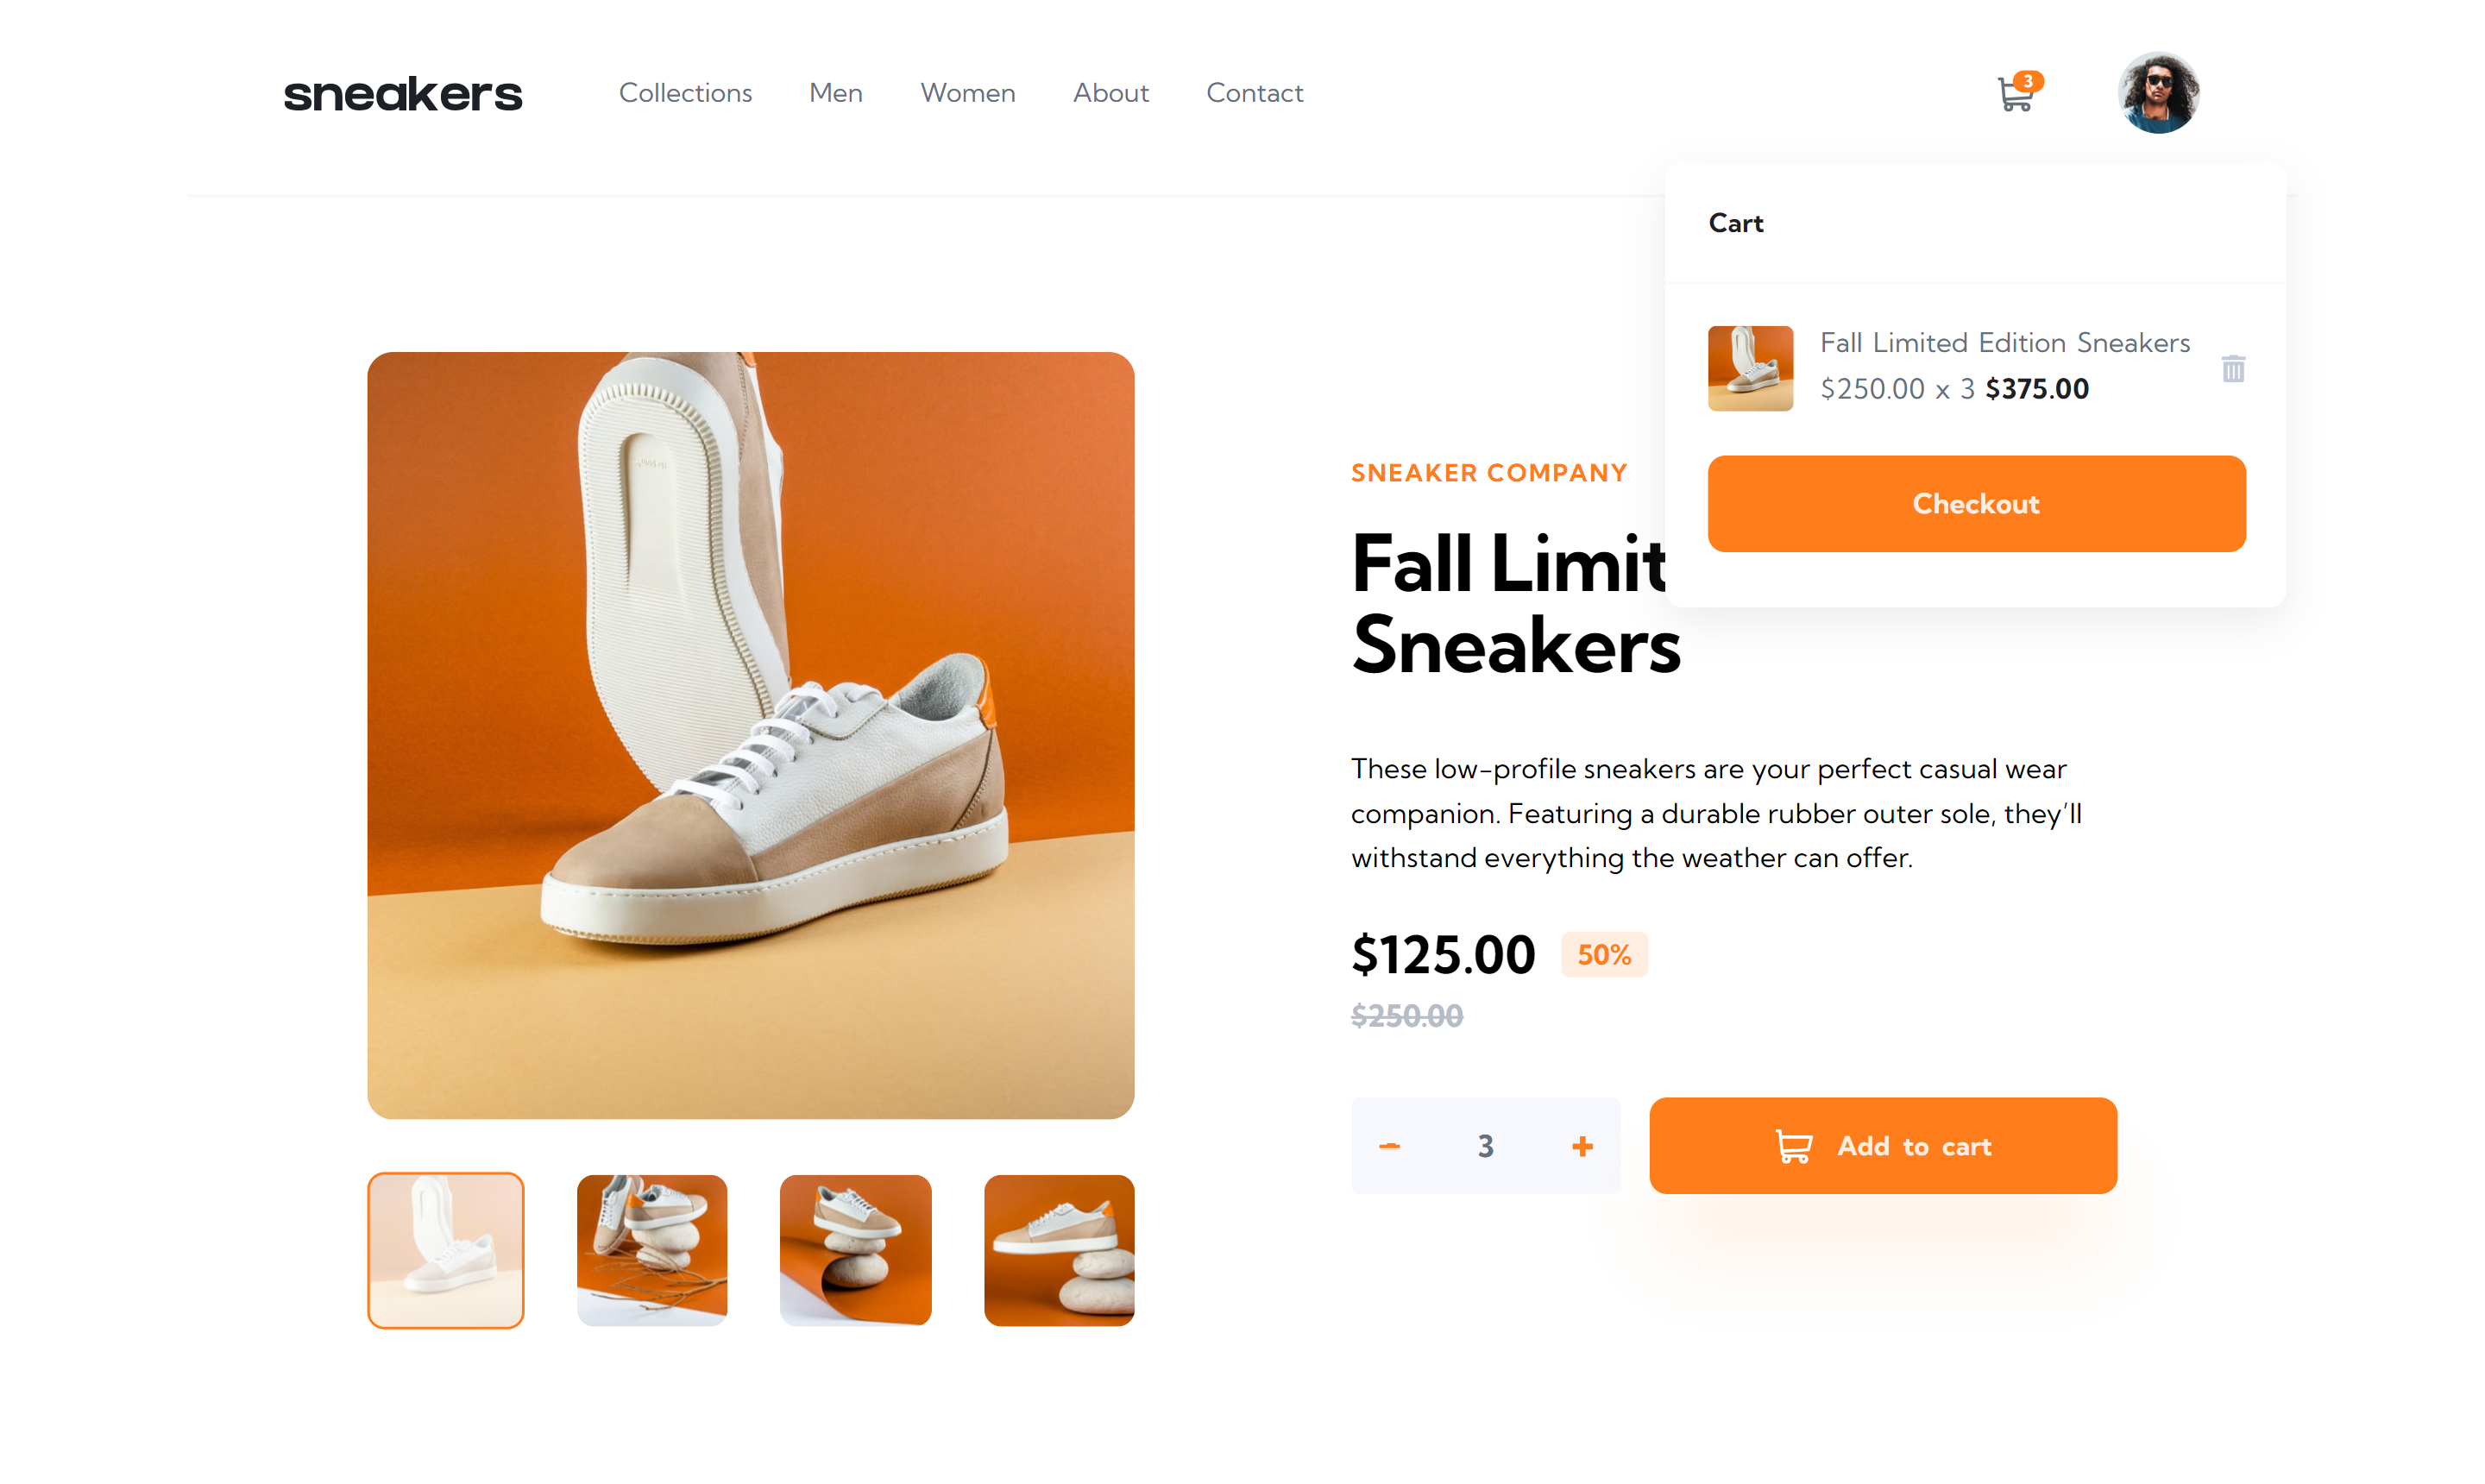 sneakers Collections Men Women About Contact 3
Cart
Fall Limited Edition Sneakers
$250.00 x 3 $375.00
Checkout
SNEAKER COMPANY
Fall Limit
Sneakers
These low-profile sneakers are your perfect casual wear
companion. Featuring a durable rubber outer sole, they’ll
withstand everything the weather can offer.
$125.00 50%
$250.00
3 Add to cart